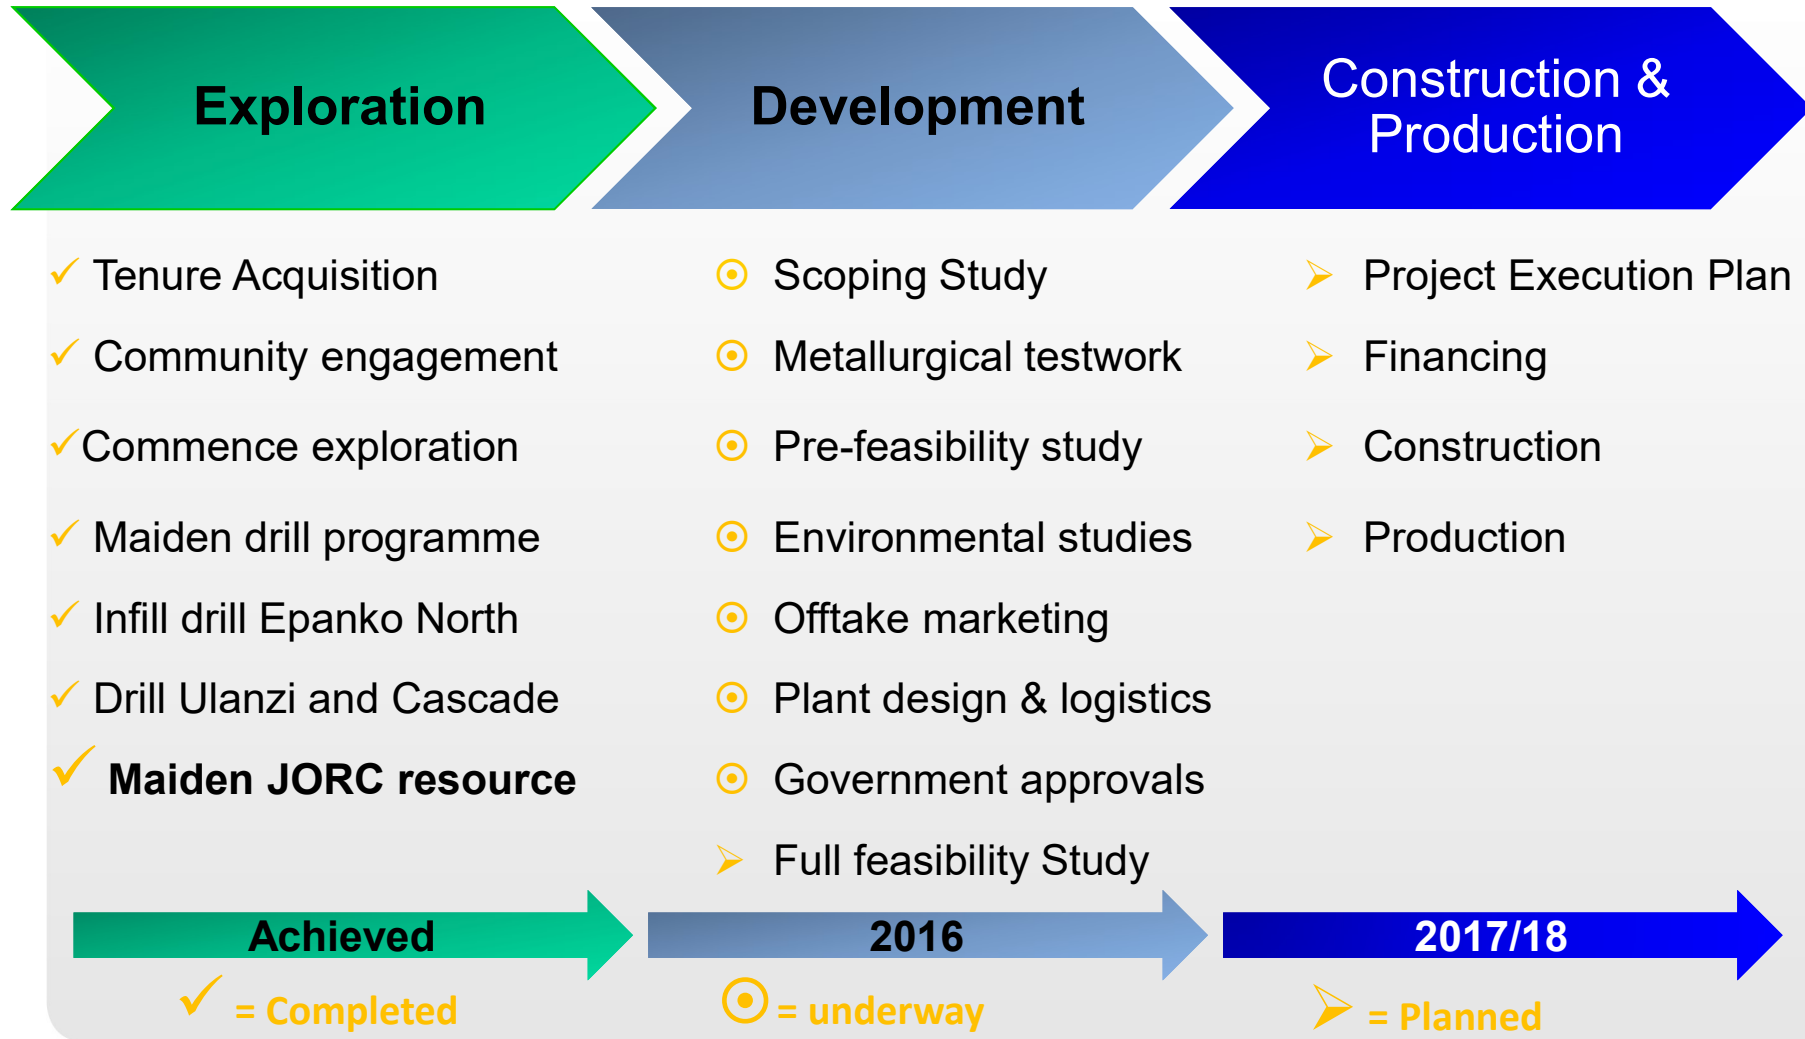 Exploration
Development
Construction &
Production
✓ Tenure Acquisition
✓ Community engagement
✓ Commence exploration
✓ Maiden drill programme
✓ Infill drill Epanko North
✓ Drill Ulanzi and Cascade
✓ Maiden JORC resource
☉ Scoping Study
☉ Metallurgical testwork
☉ Pre-feasibility study
☉ Environmental studies
☉ Offtake marketing
☉ Plant design & logistics
☉ Government approvals
➢ Full feasibility Study
➢ Project Execution Plan
➢ Financing
➢ Construction
➢ Production
Achieved
2016
2017/18
✓ = Completed
☉ = underway
➢ = Planned